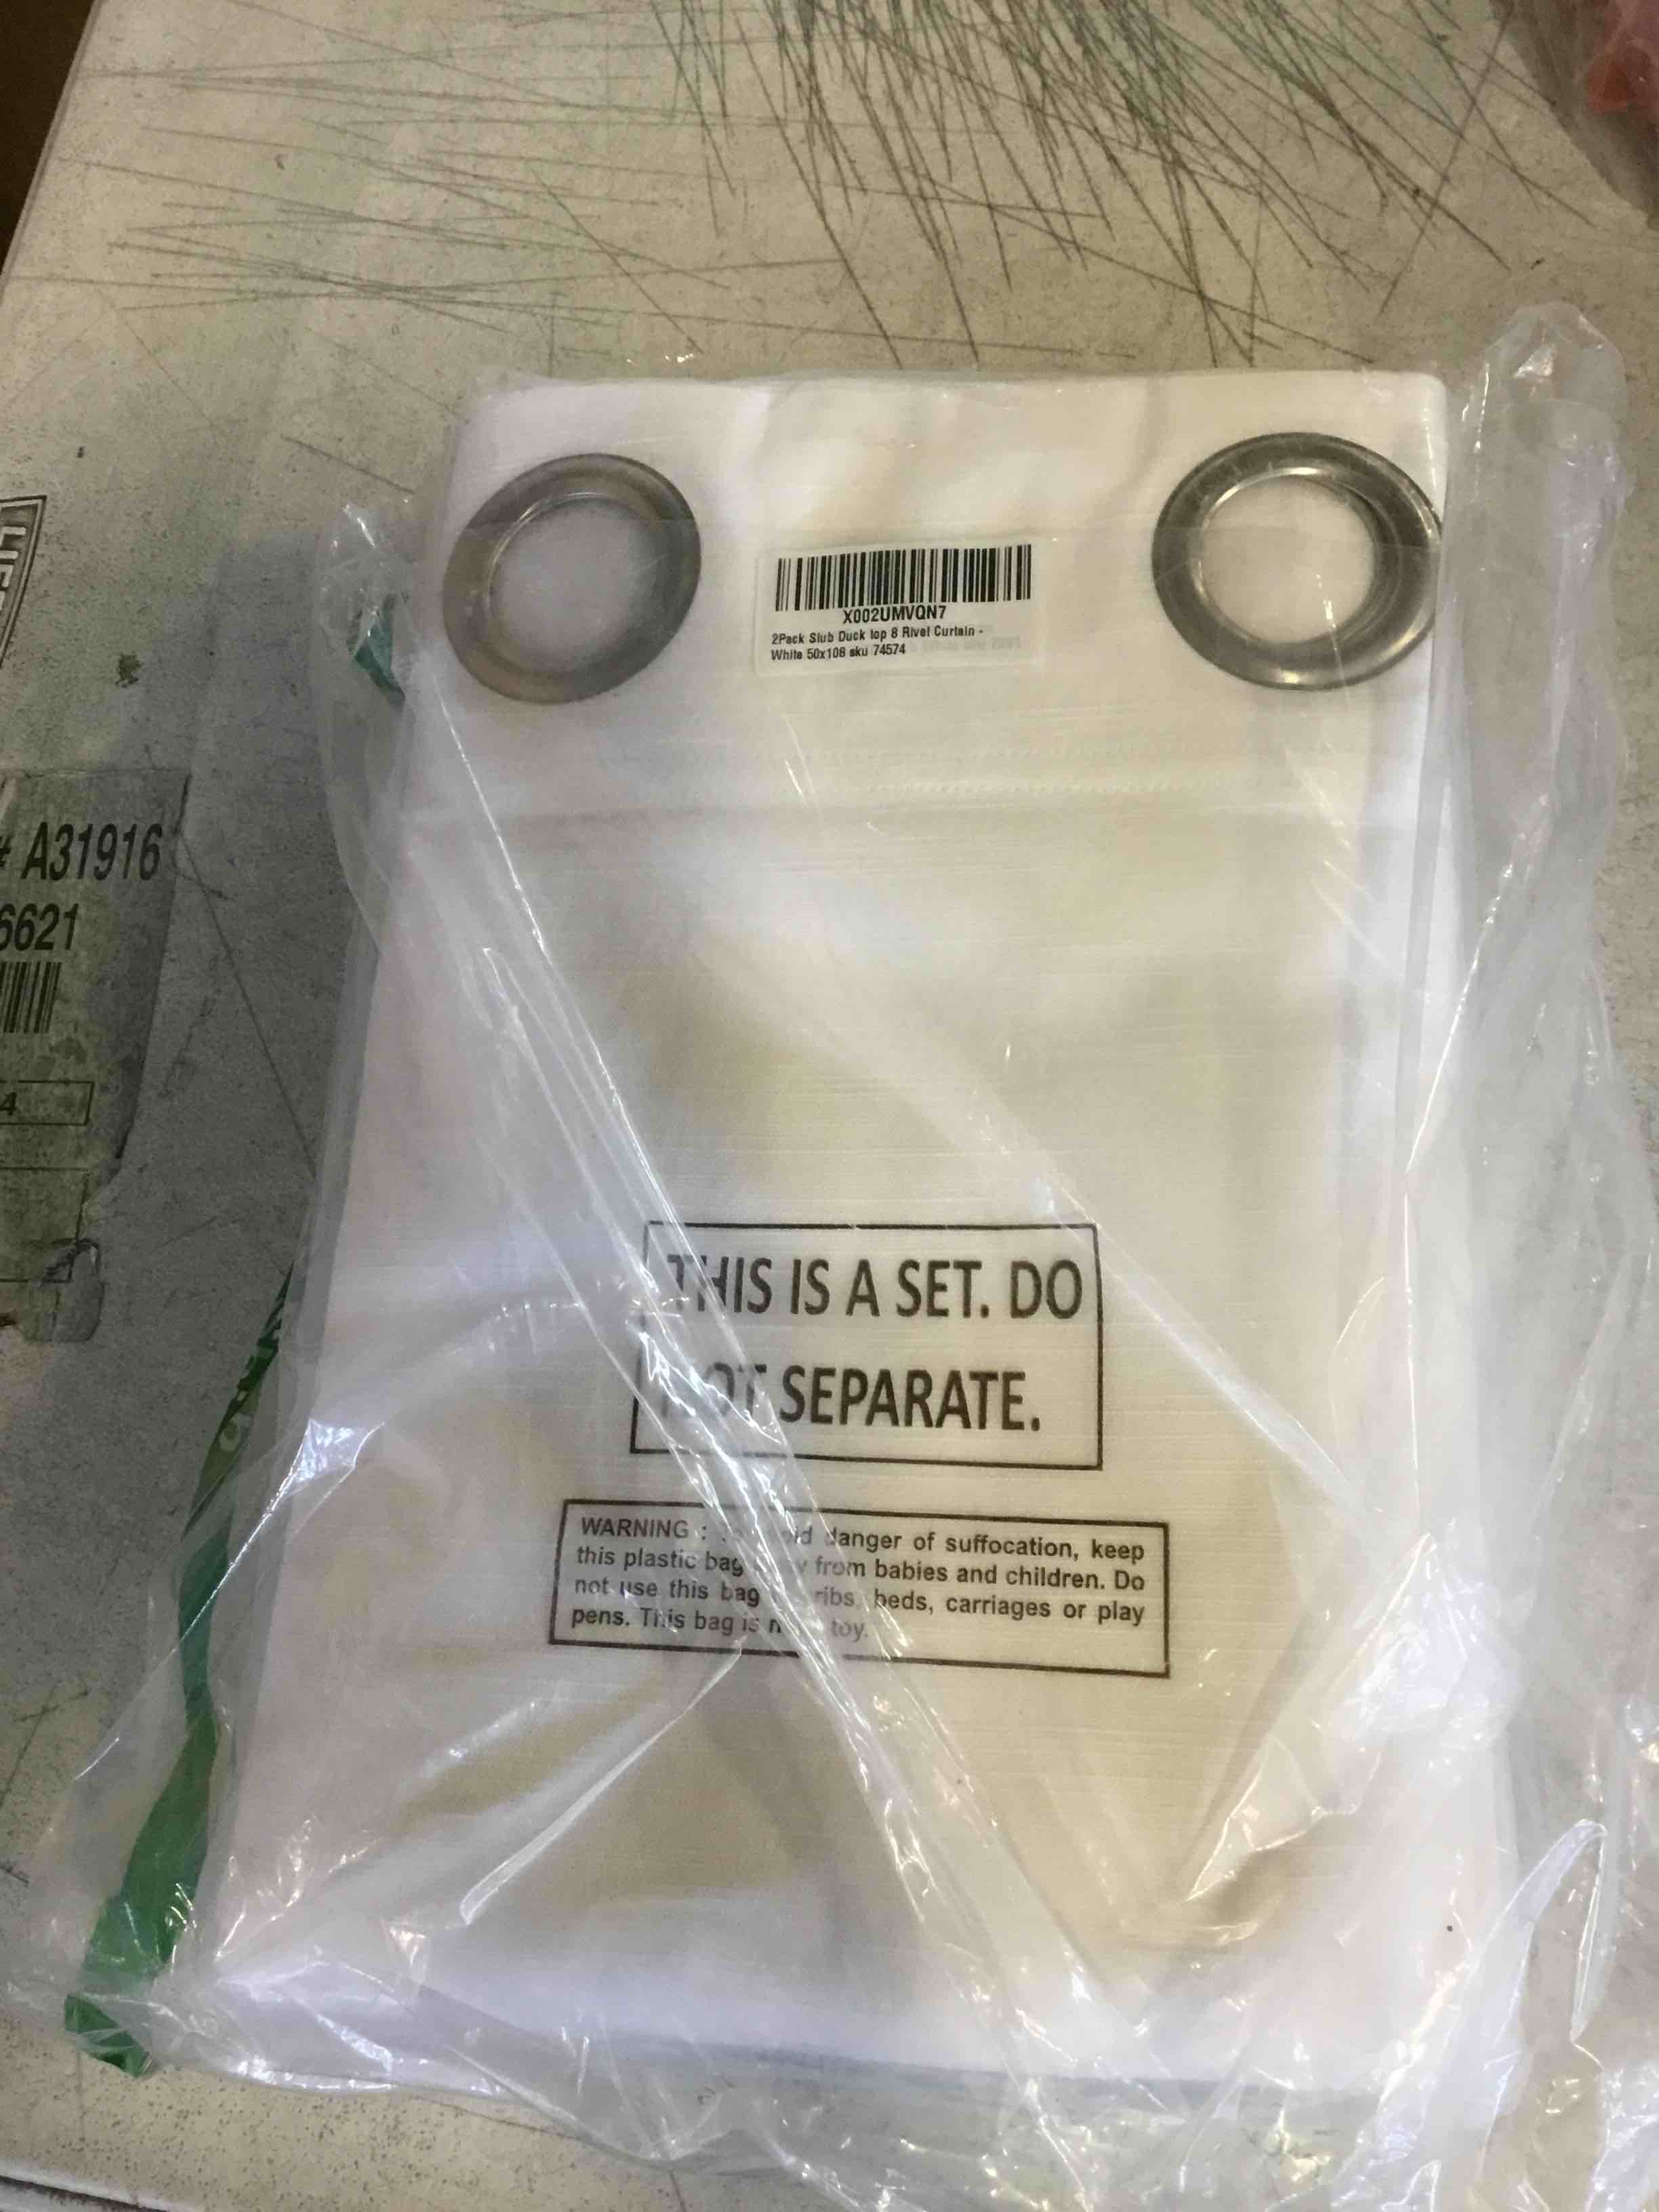 X002UMVQN7
2Pack Slub Duck top 8 Rivet Curtain -
White 50x108 sku 74574
# A31916
6621
4
THIS IS A SET. DO
NOT SEPARATE.
WARNING : danger of suffocation, keep
this plastic bag from babies and children. Do
not use this bag beds, carriages or play
pens. This bag is toy.